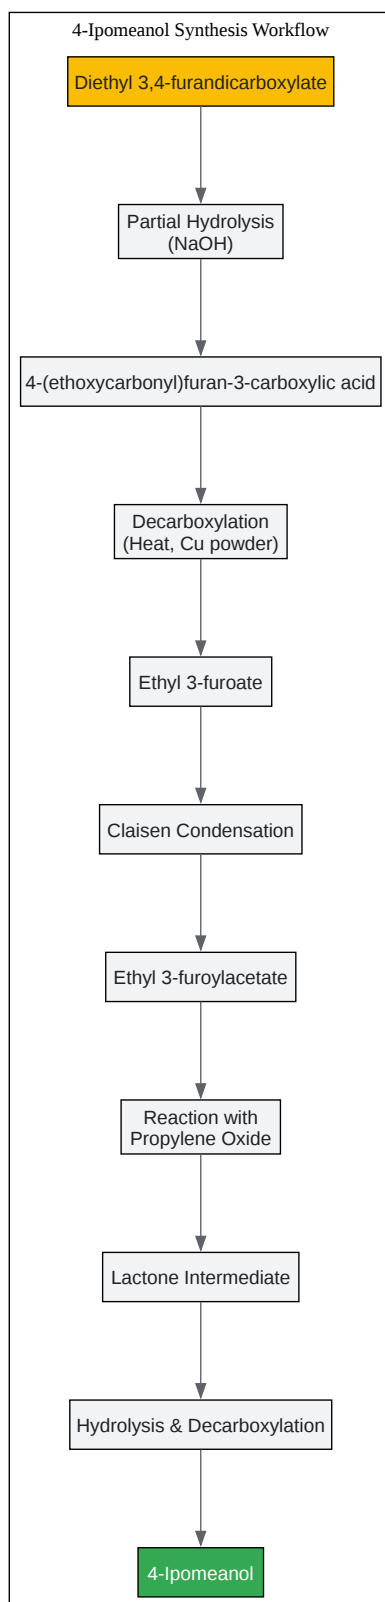 4-Ipomeanol Synthesis Workflow
Diethyl 3,4-furandicarboxylate
Partial Hydrolysis
(NaOH)
4-(ethoxycarbonyl)furan-3-carboxylic acid
Decarboxylation
(Heat, Cu powder)
Ethyl 3-furoate
Claisen Condensation
Ethyl 3-furoylacetate
Reaction with
Propylene Oxide
Lactone Intermediate
Hydrolysis & Decarboxylation
4-Ipomeanol